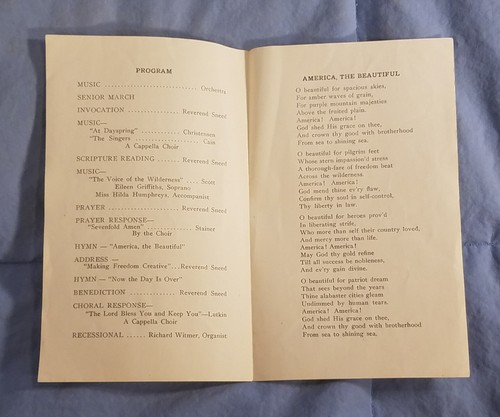 PROGRAM
MUSIC ............................ Orchestra
SENIOR MARCH
INVOCATION ................ Reverend Sneed
MUSIC—
"At Dayspring" .............. Christensen
"The Singers" ..................... Cain
A Cappella Choir
SCRIPTURE READING ........ Reverend Sneed
MUSIC—
"The Voice of the Wilderness" .... Scott
Eileen Griffiths, Soprano
Miss Hilda Humphreys, Accompanist
PRAYER ...................... Reverend Sneed
PRAYER RESPONSE—
"Sevenfold Amen" .............. Stainer
By the Choir
HYMN — "America, the Beautiful"
ADDRESS —
"Making Freedom Creative"...Reverend Sneed
HYMN — "Now the Day Is Over"
BENEDICTION ............... Reverend Sneed
CHORAL RESPONSE—
"The Lord Bless You and Keep You"—Lutkin
A Cappella Choir
RECESSIONAL ...... Richard Witmer, Organist
AMERICA, THE BEAUTIFUL
O beautiful for spacious skies,
For amber waves of grain,
For purple mountain majesties
Above the fruited plain.
America! America!
God shed His grace on thee,
And crown thy good with brotherhood
From sea to shining sea.
O beautiful for pilgrim feet
Whose stern impassion'd stress
A thorough-fare of freedom beat
Across the wilderness.
America! America!
God mend thine ev'ry flaw,
Confirm thy soul in self-control,
Thy liberty in law.
O beautiful for heroes prov'd
In liberating strife,
Who more than self their country loved,
And mercy more than life.
America! America!
May God thy gold refine
Till all success be nobleness,
And ev'ry gain divine.
O beautiful for patriot dream
That sees beyond the years
Thine alabaster cities gleam
Undimmed by human tears.
America! America!
God shed His grace on thee,
And crown thy good with brotherhood
From sea to shining sea.